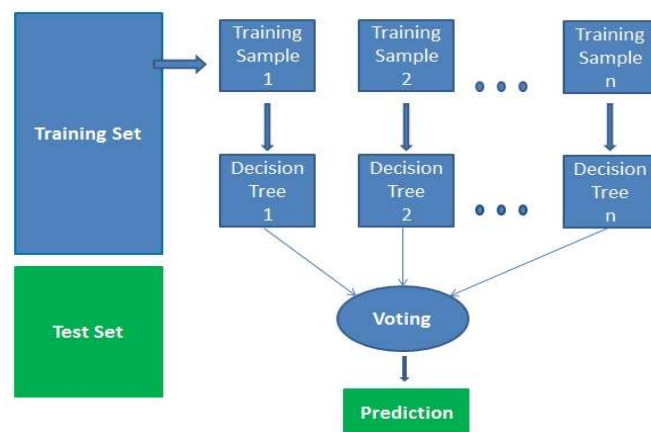 Training Set
Training
Sample
1
Training
Sample
2
Training
Sample
n
Decision
Tree
1
Decision
Tree
2
Decision
Tree
n
Test Set
Voting
Prediction